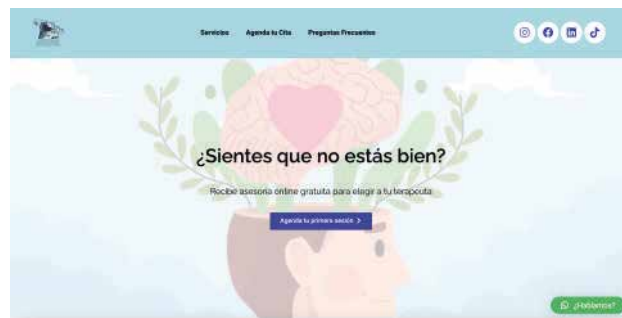 Servicios
Agenda tu Cita
Preguntas Frecuentes
¿Sientes que no estás bien?
Recibe asesoría online gratuita para elegir a tu terapeuta
Agenda tu primera sesión
¿Hablamos?